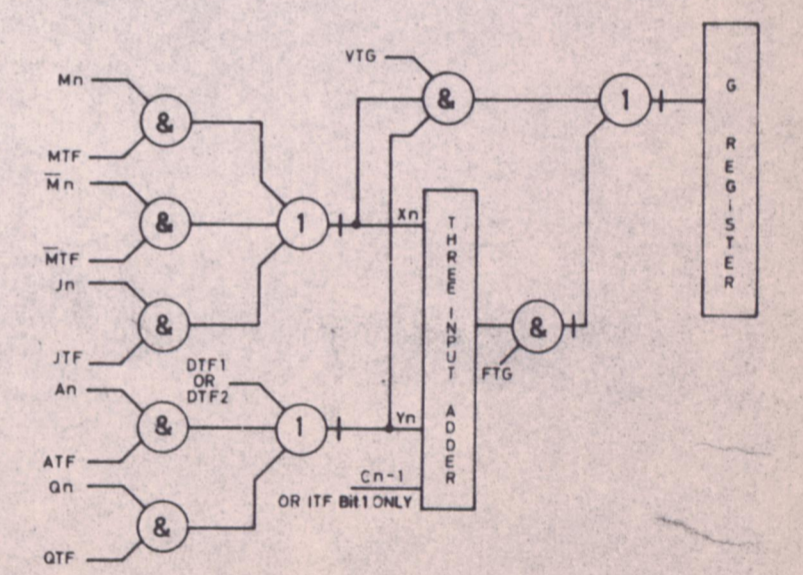 VTG
Mn
&
&
1
G REGISTER
MTF
M̅n
&
1
Xn
THREE INPUT ADDER
M̅TF
Jn
&
&
JTF
DTF1
OR
DTF2
FTG
An
&
1
Yn
ATF
Qn
Cn-1
OR ITF Bit1 ONLY
&
QTF